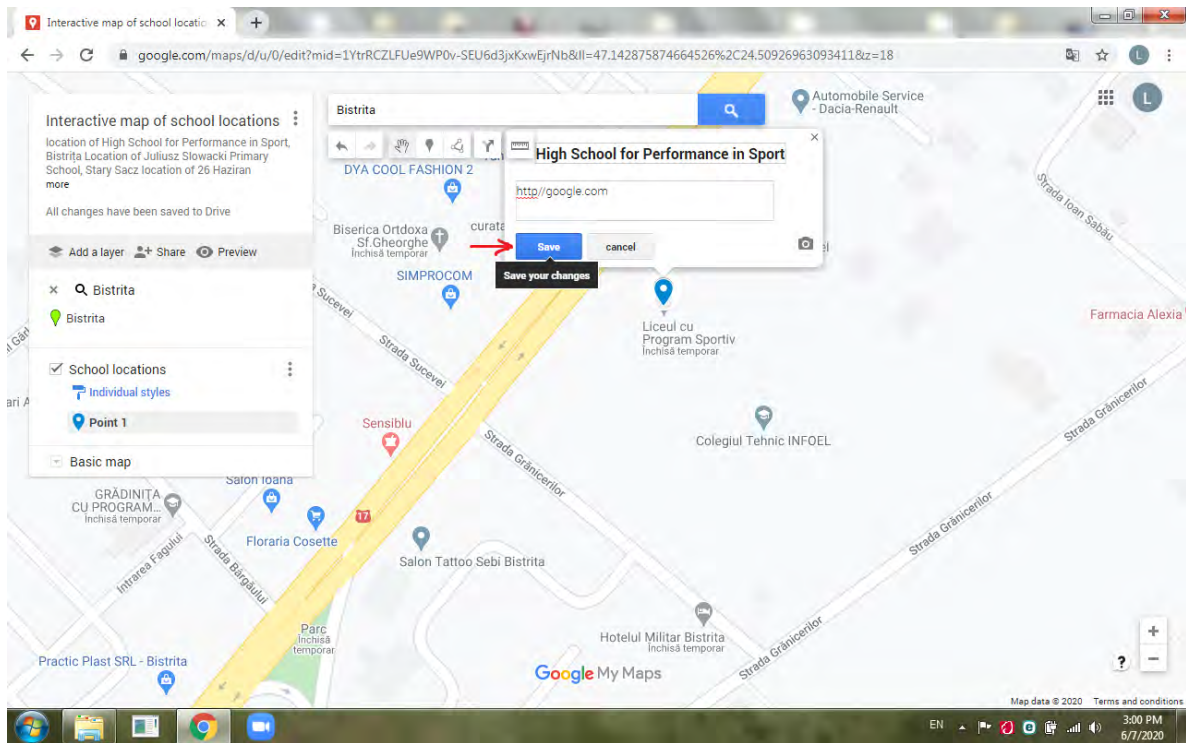 Interactive map of school locatio
google.com/maps/d/u/0/edit?mid=1YtrRCZLFUe9WP0v-SEU6d3jxKxwEjrNb&ll=47.142875874664526%2C24.50926963093411&z=18
L
Interactive map of school locations
location of High School for Performance in Sport,
Bistrița Location of Juliusz Slowacki Primary
School, Stary Sacz location of 26 Haziran
more
All changes have been saved to Drive
Add a layer
Share
Preview
Bistrita
Bistrita
School locations
Individual styles
Point 1
Basic map
Bistrita
L
High School for Performance in Sport
http//google.com
Save
cancel
Save your changes
Automobile Service
- Dacia-Renault
DYA COOL FASHION 2
Biserica Ortdoxa
Sf.Gheorghe
Închisă temporar
curata
SIMPROCOM
Liceul cu
Program Sportiv
Închisă temporar
Strada Ioan Sabău
Farmacia Alexia
Sucevei
Strada Sucevei
Sensiblu
Strada Grănicerilor
Colegiul Tehnic INFOEL
Strada Grănicerilor
Salon Ioana
GRĂDINIȚA
CU PROGRAM...
Închisă temporar
17
Floraria Cosette
Salon Tattoo Sebi Bistrita
Strada Grănicerilor
Intrarea Fagului
Strada Bârgăului
Parc
Închisă
temporar
Hotelul Militar Bistrita
Închisă temporar
Strada Grănicerilor
Practic Plast SRL - Bistrita
Google My Maps
Map data © 2020
Terms and conditions
EN
3:00 PM
6/7/2020